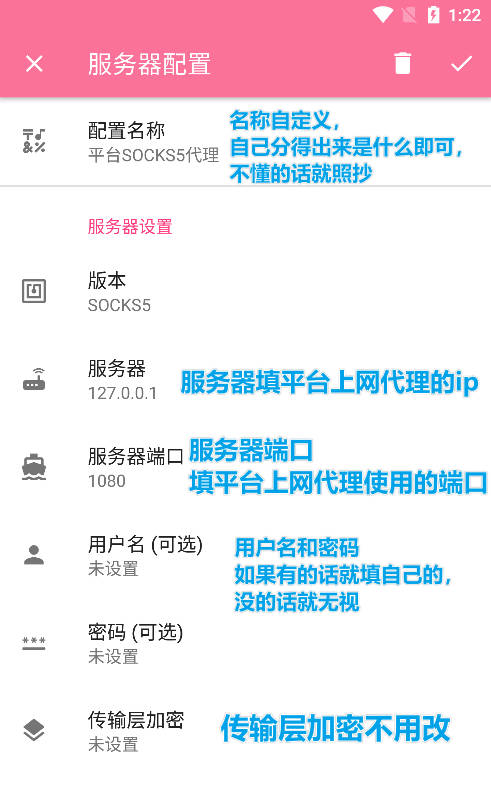 1:22
服务器配置
配置名称
平台SOCKS5代理
名称自定义，
自己分得出来是什么即可，
不懂的话就照抄
服务器设置
版本
SOCKS5
服务器
127.0.0.1
服务器填平台上网代理的ip
服务器端口
1080
服务器端口
填平台上网代理使用的端口
用户名 (可选)
未设置
用户名和密码
如果有的话就填自己的，
没的话就无视
密码 (可选)
未设置
传输层加密
未设置
传输层加密不用改